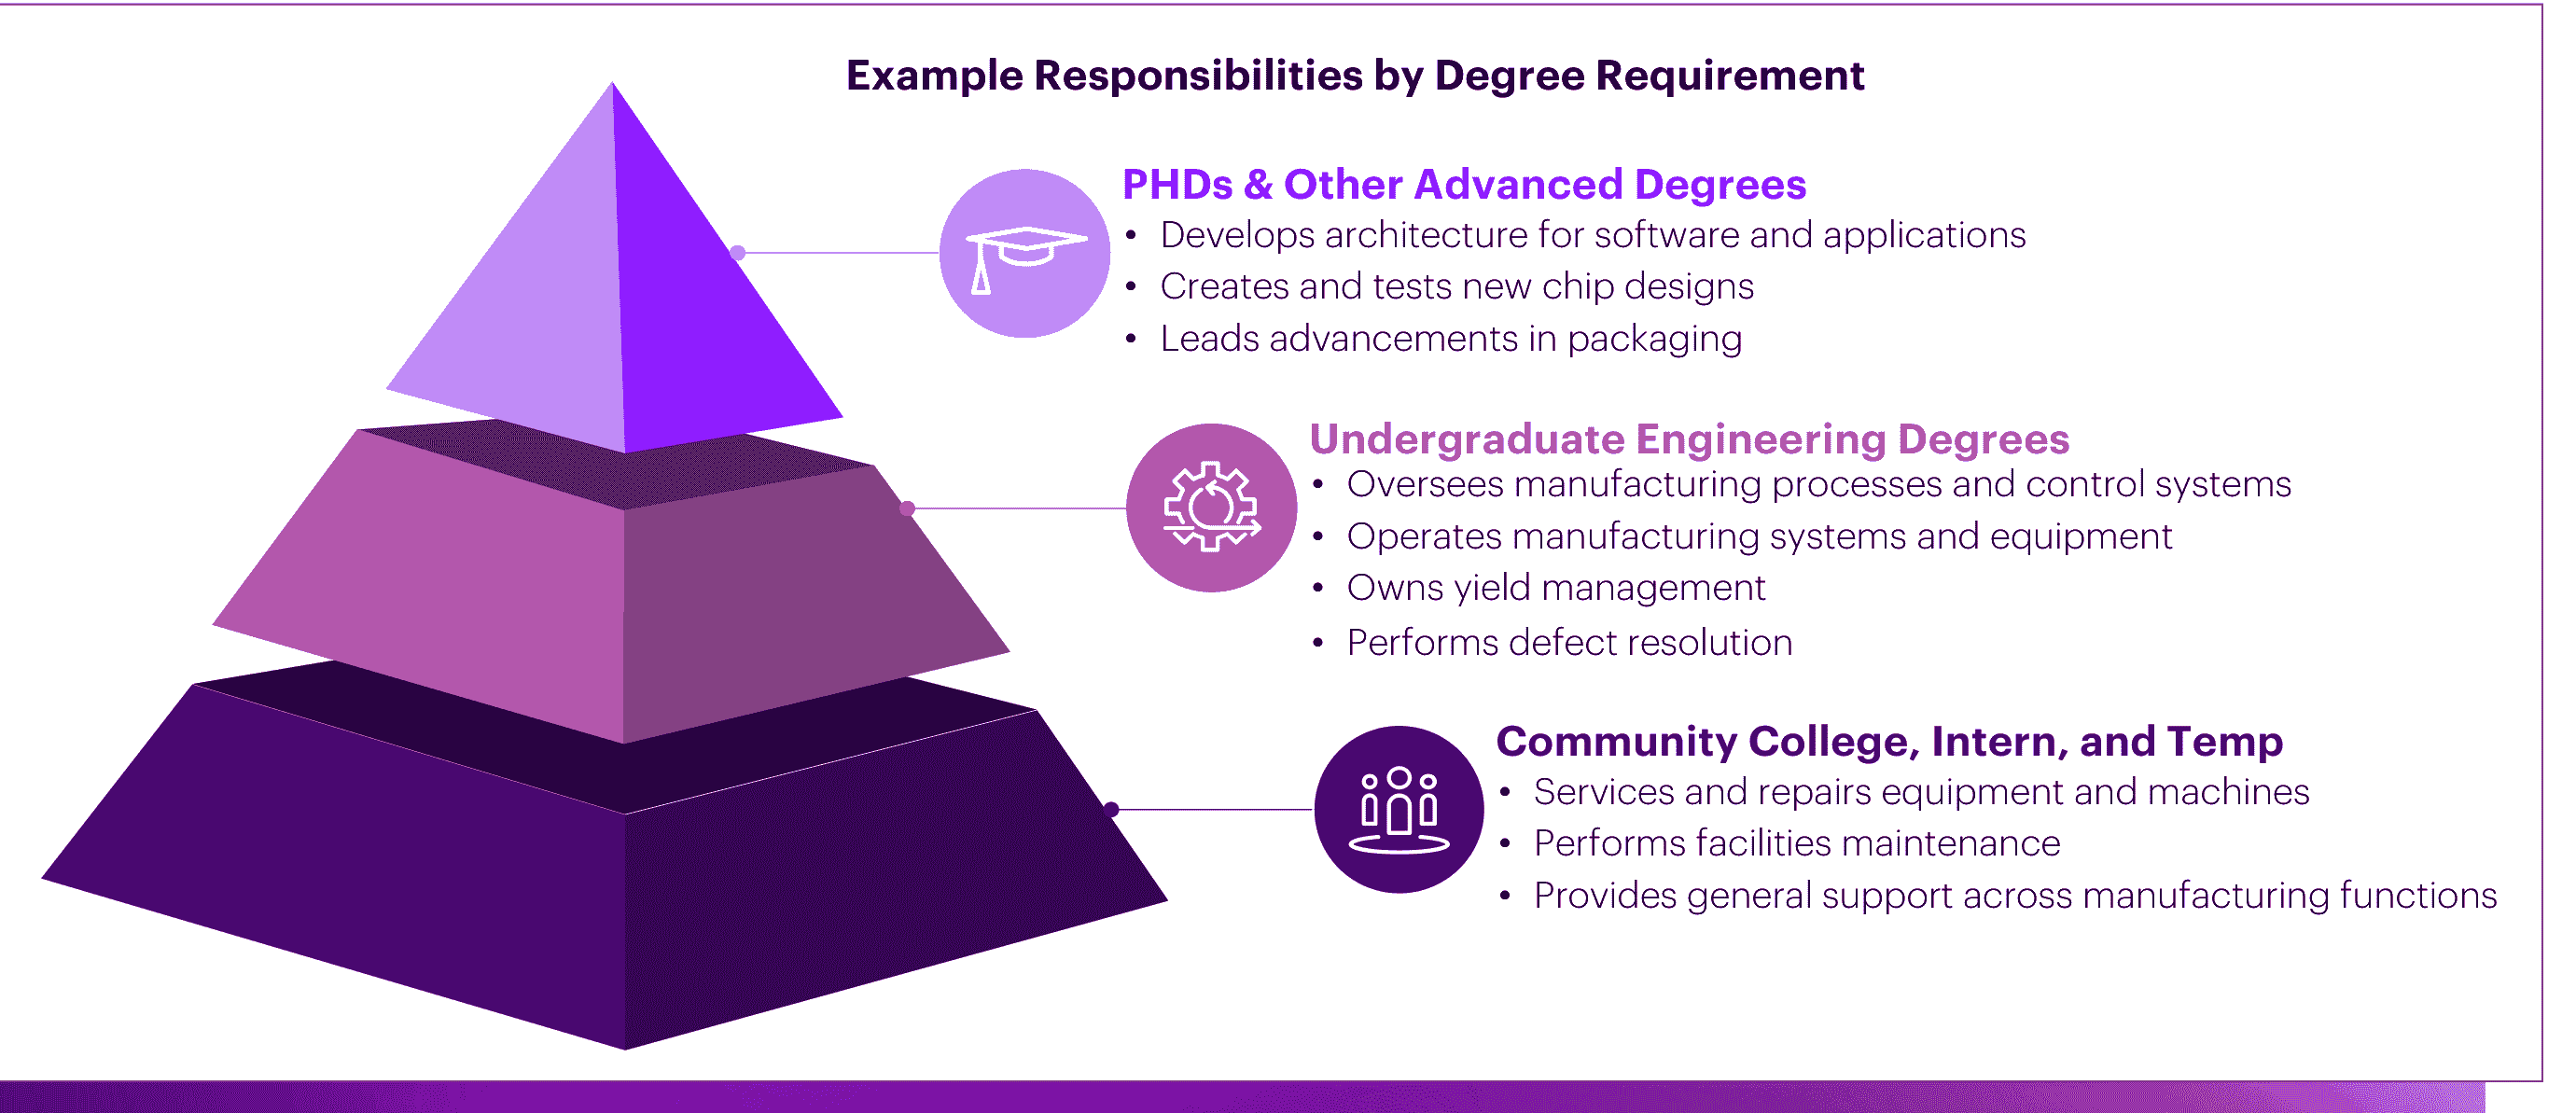 Example Responsibilities by Degree Requirement
PHDs & Other Advanced Degrees
• Develops architecture for software and applications
• Creates and tests new chip designs
• Leads advancements in packaging
Undergraduate Engineering Degrees
• Oversees manufacturing processes and control systems
• Operates manufacturing systems and equipment
• Owns yield management
• Performs defect resolution
Community College, Intern, and Temp
• Services and repairs equipment and machines
• Performs facilities maintenance
• Provides general support across manufacturing functions